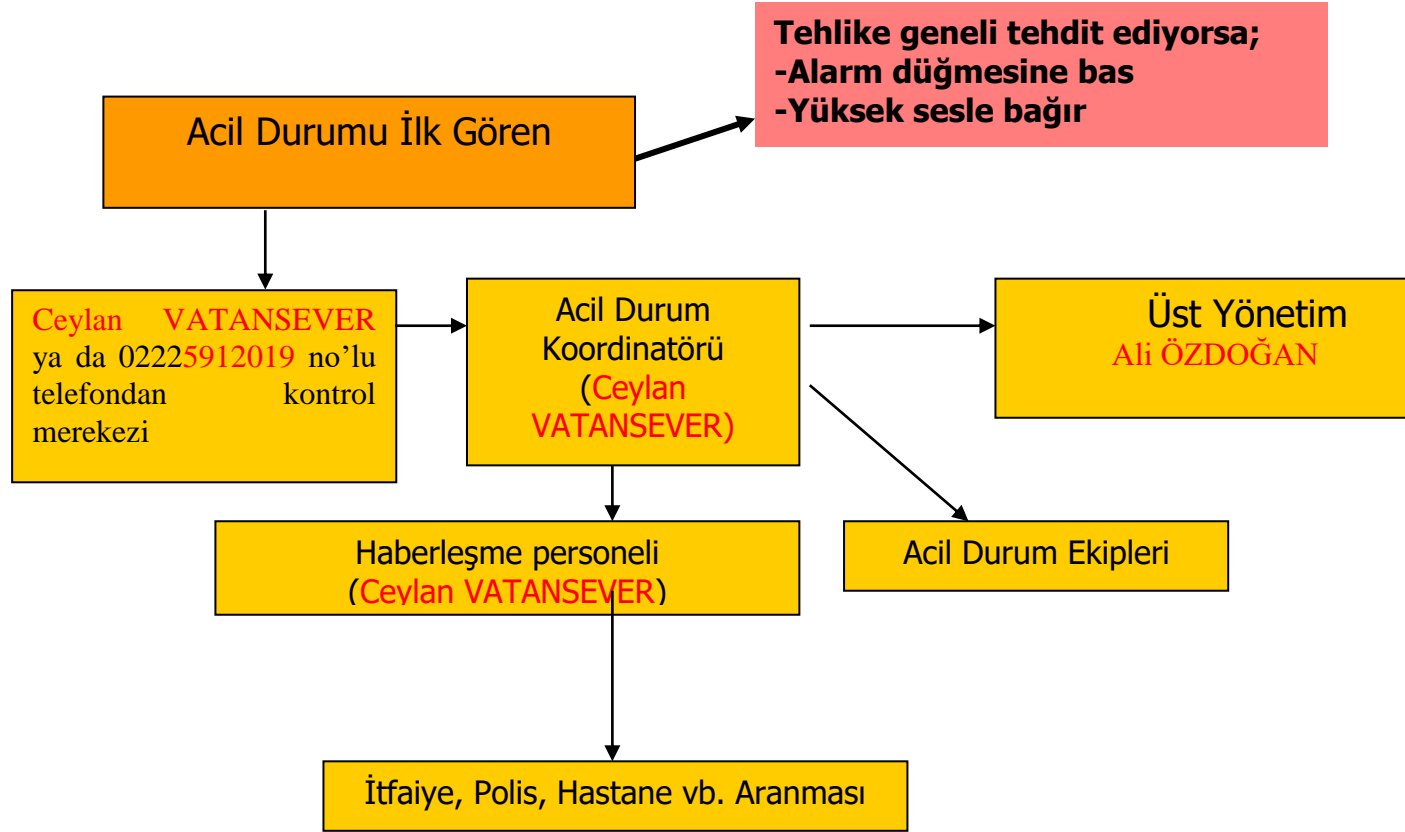 Tehlike geneli tehdit ediyorsa;
-Alarm düğmesine bas
-Yüksek sesle bağır
Acil Durumu İlk Gören
Ceylan VATANSEVER
ya da 02225912019 no’lu
telefondan kontrol
merekezi
Acil Durum
Koordinatörü
(Ceylan
VATANSEVER)
Üst Yönetim
Ali ÖZDOĞAN
Haberleşme personeli
(Ceylan VATANSEVER)
Acil Durum Ekipleri
İtfaiye, Polis, Hastane vb. Aranması